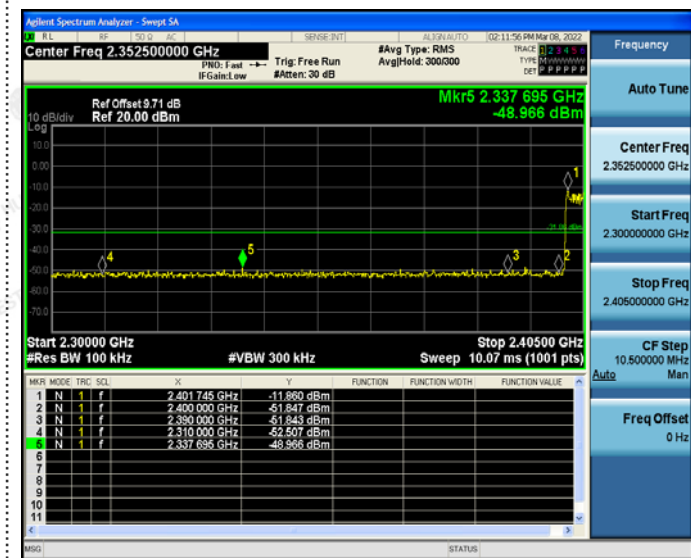 Agilent Spectrum Analyzer - Swept SA
RL RF 50 Ω AC SENSE:INT ALIGN AUTO 02:11:56 PM Mar 08, 2022
Center Freq 2.352500000 GHz
PNO: Fast
IFGain:Low
Trig: Free Run
#Atten: 30 dB
#Avg Type: RMS
Avg|Hold: 300/300
TRACE 1 2 3 4 5 6
TYPE M
DET P P P P P P
Ref Offset 9.71 dB
Ref 20.00 dBm
10 dB/div
Log
Mkr5 2.337 695 GHz
-48.966 dBm
10.0
0.00
-10.0
-20.0
-30.0
-40.0
-50.0
-60.0
-70.0
1
2
3
4
5
Start 2.30000 GHz
#Res BW 100 kHz
#VBW 300 kHz
Stop 2.40500 GHz
Sweep 10.07 ms (1001 pts)
MKR MODE TRC SCL X Y FUNCTION FUNCTION WIDTH FUNCTION VALUE
1 N 1 f 2.401 745 GHz -11.860 dBm
2 N 1 f 2.400 000 GHz -51.847 dBm
3 N 1 f 2.390 000 GHz -51.843 dBm
4 N 1 f 2.310 000 GHz -52.507 dBm
5 N 1 f 2.337 695 GHz -48.966 dBm
6
7
8
9
10
11
MSG STATUS
Frequency
Auto Tune
Center Freq
2.352500000 GHz
Start Freq
2.300000000 GHz
Stop Freq
2.405000000 GHz
CF Step
10.500000 MHz
Auto Man
Freq Offset
0 Hz